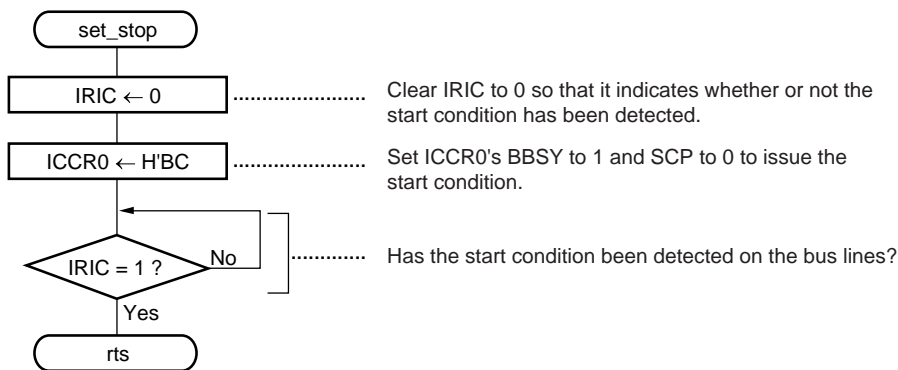 set_stop
IRIC ← 0
Clear IRIC to 0 so that it indicates whether or not the
start condition has been detected.
ICCR0 ← H'BC
Set ICCR0's BBSY to 1 and SCP to 0 to issue the
start condition.
IRIC = 1 ?
No
Has the start condition been detected on the bus lines?
Yes
rts